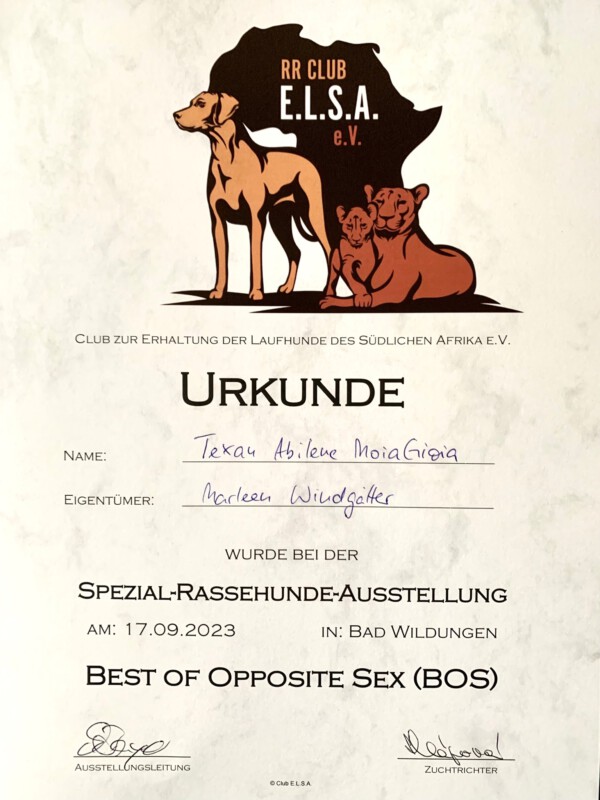 RR CLUB
E.L.S.A.
e.V.
CLUB ZUR ERHALTUNG DER LAUFHUNDE DES SÜDLICHEN AFRIKA E.V.
URKUNDE
NAME: Texan Abilene MoiaGioia
EIGENTÜMER: Marleen Windgätter
WURDE BEI DER
SPEZIAL-RASSEHUNDE-AUSSTELLUNG
AM: 17.09.2023 IN: BAD WILDUNGEN
BEST OF OPPOSITE SEX (BOS)
AUSSTELLUNGSLEITUNG ZUCHTRICHTER
© Club E.L.S.A